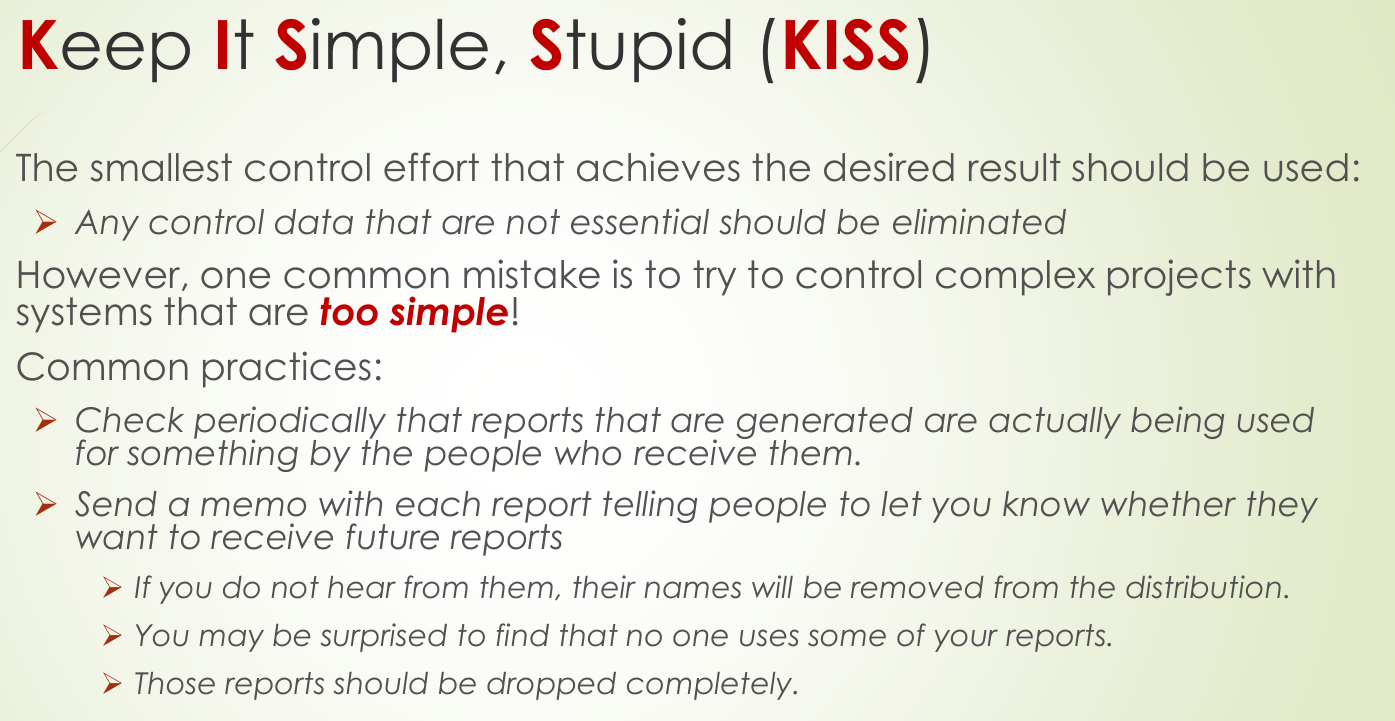 Keep It Simple, Stupid (KISS)
The smallest control effort that achieves the desired result should be used:
Any control data that are not essential should be eliminated
However, one common mistake is to try to control complex projects with
systems that are too simple!
Common practices:
Check periodically that reports that are generated are actually being used
for something by the people who receive them.
Send a memo with each report telling people to let you know whether they
want to receive future reports
If you do not hear from them, their names will be removed from the distribution.
You may be surprised to find that no one uses some of your reports.
Those reports should be dropped completely.